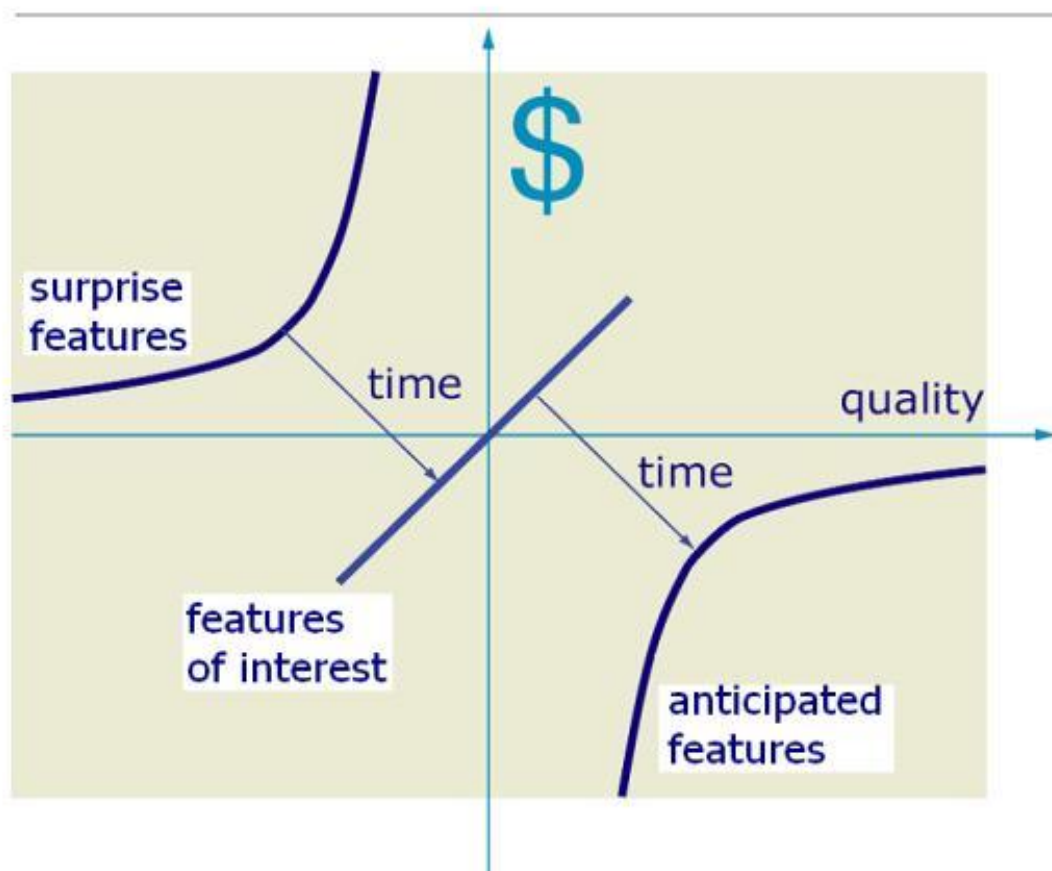 $
surprise
features
time
quality
time
features
of interest
anticipated
features